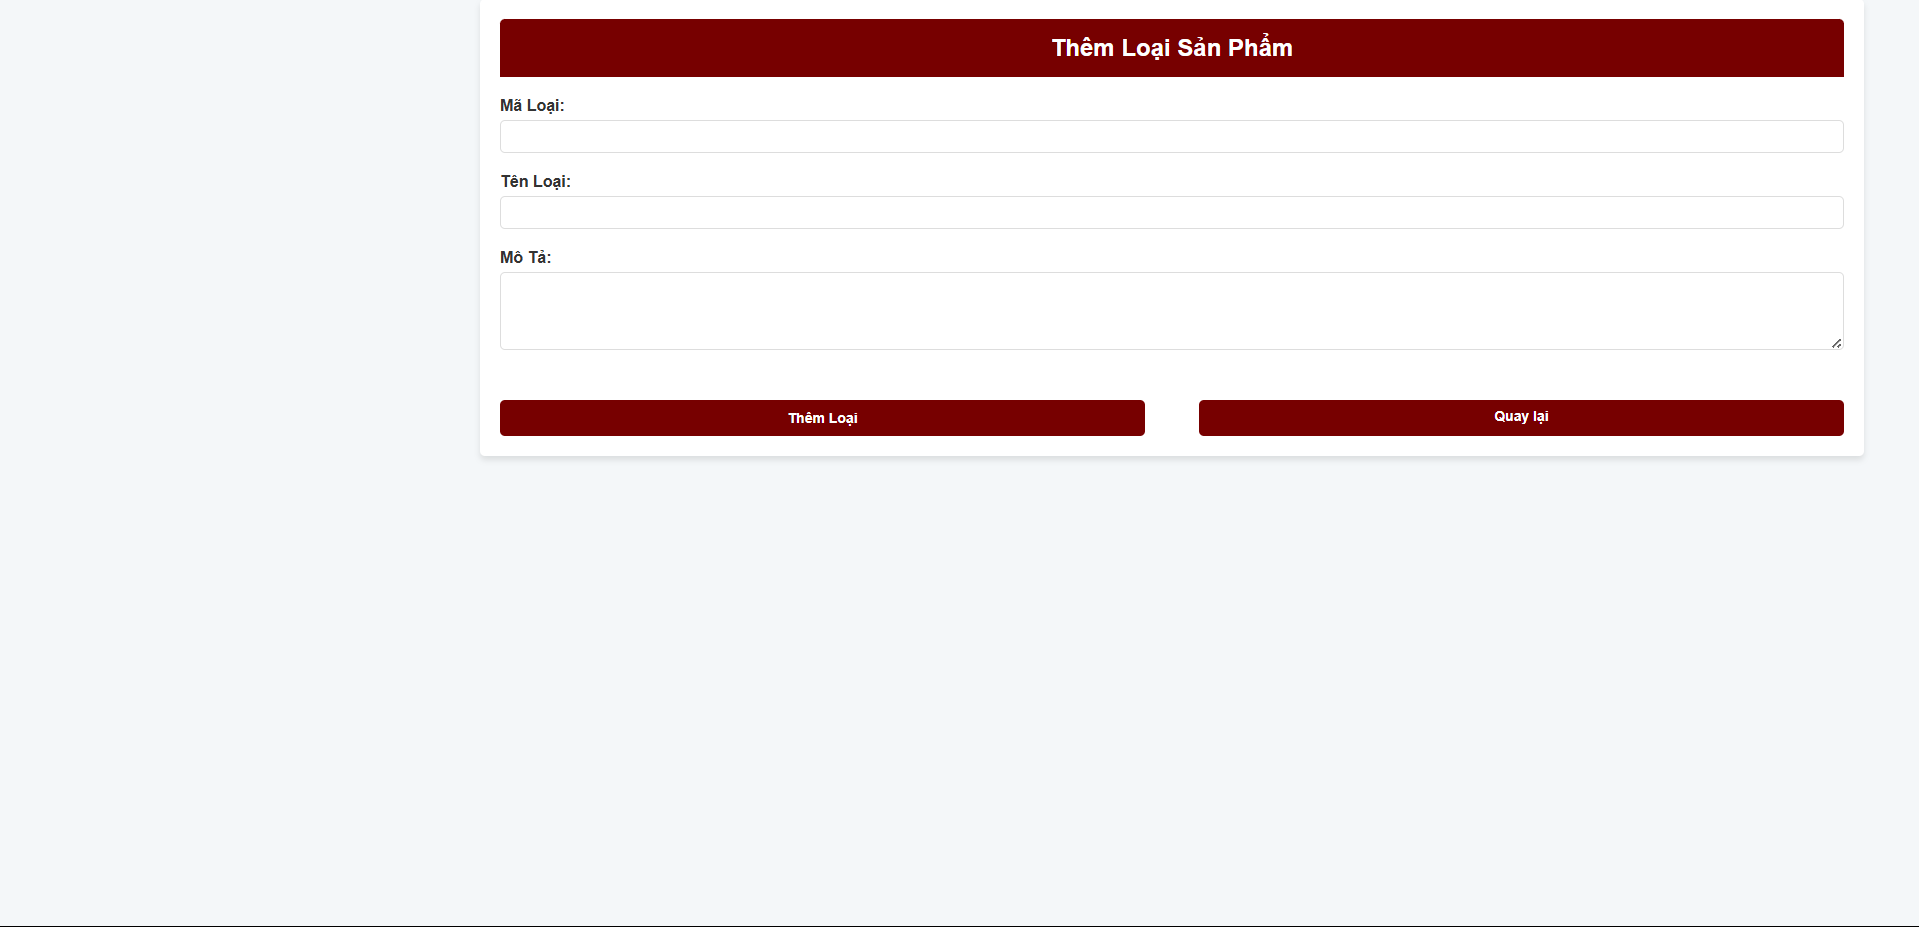 Thêm Loại Sản Phẩm
Mã Loại:
Tên Loại:
Mô Tả:
Thêm Loại
Quay lại